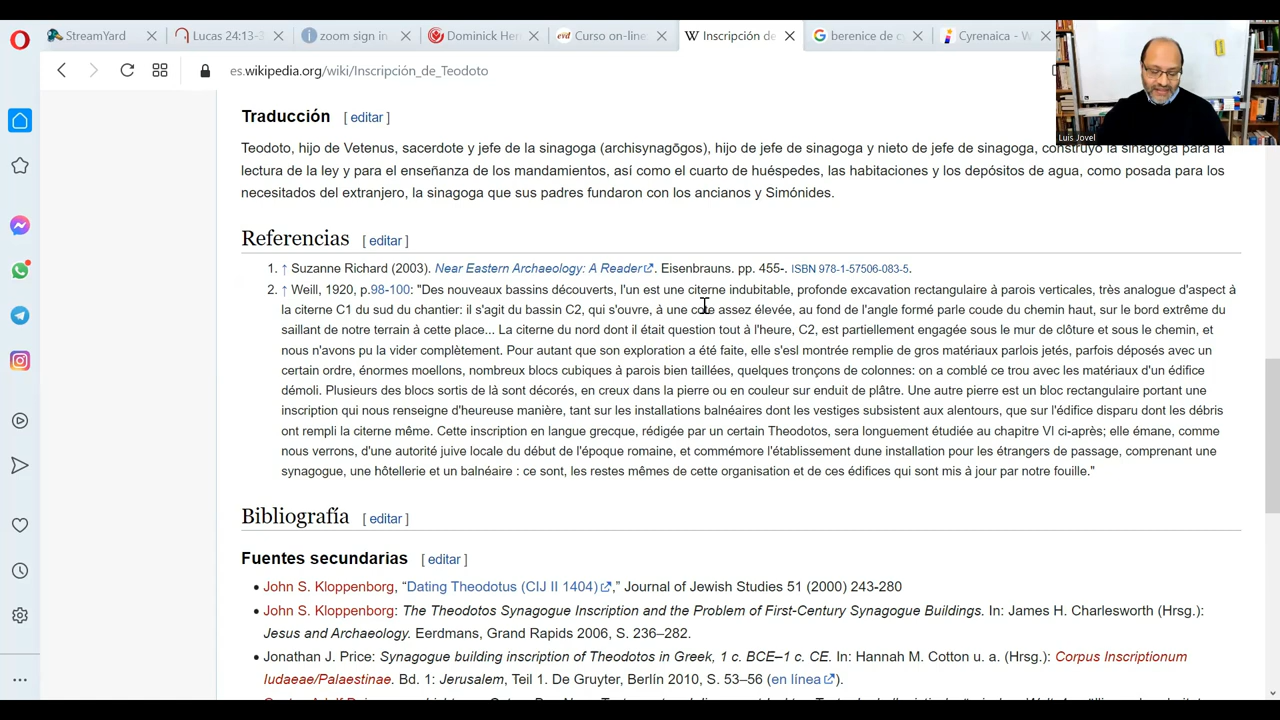 StreamYard
Lucas 24:13-3
zoom sign in
Dominick Her
evd
Curso on-line
W
Inscripción de
berenice de c
Cyrenaica - W
es.wikipedia.org/wiki/Inscripción_de_Teodoto
Luis Jovel
Traducción [ editar ]
Teodoto, hijo de Vetenis, sacerdote y jefe de la sinagoga (archisynagōgos), hijo de jefe de sinagoga y nieto de jefe de sinagoga, construyó la sinagoga para la
lectura de la ley y para el enseñanza de los mandamientos, así como el cuarto de huéspedes, las habitaciones y los depósitos de agua, como posada para los
necesitados del extranjero, la sinagoga que sus padres fundaron con los ancianos y Simónides.
Referencias [ editar ]
1. ↑ Suzanne Richard (2003). Near Eastern Archaeology: A Reader. Eisenbrauns. pp. 455-. ISBN 978-1-57506-083-5.
2. ↑ Weill, 1920, p.98-100: "Des nouveaux bassins découverts, l'un est une citerne indubitable, profonde excavation rectangulaire à parois verticales, très analogue d'aspect à
la citerne C1 du sud du chantier: il s'agit du bassin C2, qui s'ouvre, à une cote assez élevée, au fond de l'angle formé parle coude du chemin haut, sur le bord extrême du
saillant de notre terrain à cette place... La citerne du nord dont il était question tout à l'heure, C2, est partiellement engagée sous le mur de clôture et sous le chemin, et
nous n'avons pu la vider complètement. Pour autant que son exploration a été faite, elle s'esl montrée remplie de gros matériaux parlois jetés, parfois déposés avec un
certain ordre, énormes moellons, nombreux blocs cubiques à parois bien taillées, quelques tronçons de colonnes: on a comblé ce trou avec les matériaux d'un édifice
démoli. Plusieurs des blocs sortis de là sont décorés, en creux dans la pierre ou en couleur sur enduit de plâtre. Une autre pierre est un bloc rectangulaire portant une
inscription qui nous renseigne d'heureuse manière, tant sur les installations balnéaires dont les vestiges subsistent aux alentours, que sur l'édifice disparu dont les débris
ont rempli la citerne même. Cette inscription en langue grecque, rédigée par un certain Theodotos, sera longuement étudiée au chapitre VI ci-après; elle émane, comme
nous verrons, d'une autorité juive locale du début de l'époque romaine, et commémore l'établissement dune installation pour les étrangers de passage, comprenant une
synagogue, une hôtellerie et un balnéaire : ce sont, les restes mêmes de cette organisation et de ces édifices qui sont mis à jour par notre fouille."
Bibliografía [ editar ]
Fuentes secundarias [ editar ]
• John S. Kloppenborg, “Dating Theodotus (CIJ II 1404),” Journal of Jewish Studies 51 (2000) 243-280
• John S. Kloppenborg: The Theodotos Synagogue Inscription and the Problem of First-Century Synagogue Buildings. In: James H. Charlesworth (Hrsg.):
Jesus and Archaeology. Eerdmans, Grand Rapids 2006, S. 236–282.
• Jonathan J. Price: Synagogue building inscription of Theodotos in Greek, 1 c. BCE–1 c. CE. In: Hannah M. Cotton u. a. (Hrsg.): Corpus Inscriptionum
Iudaeae/Palaestinae. Bd. 1: Jerusalem, Teil 1. De Gruyter, Berlín 2010, S. 53–56 (en línea).